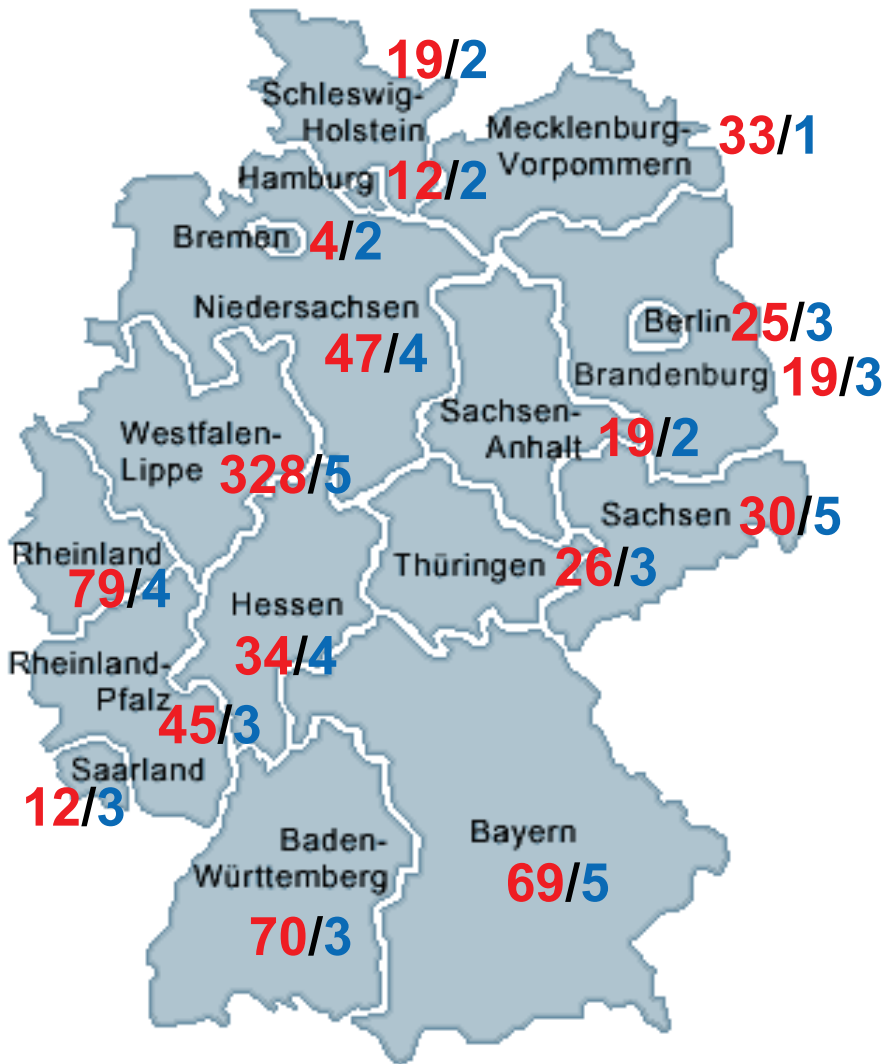 19/2
Schleswig-
Holstein
Mecklenburg-
Vorpommern
33/1
Hamburg 12/2
Bremen 4/2
Niedersachsen
47/4
Berlin 25/3
Brandenburg 19/3
Sachsen-
Anhalt 19/2
Westfalen-
Lippe 328/5
Sachsen 30/5
Rheinland
79/4
Thüringen 26/3
Hessen
34/4
Rheinland-
Pfalz
45/3
Saarland
12/3
Baden-
Württemberg
70/3
Bayern
69/5